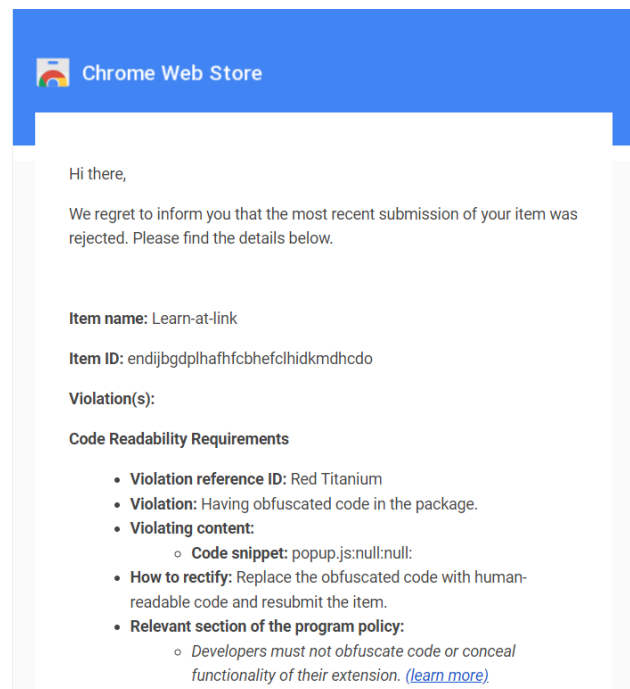 Chrome Web Store
Hi there,
We regret to inform you that the most recent submission of your item was
rejected. Please find the details below.
Item name: Learn-at-link
Item ID: endijbgdplhafhfcbhefclhidkmdhcdo
Violation(s):
Code Readability Requirements
• Violation reference ID: Red Titanium
• Violation: Having obfuscated code in the package.
• Violating content:
◦ Code snippet: popup.js:null:null:
• How to rectify: Replace the obfuscated code with human-
readable code and resubmit the item.
• Relevant section of the program policy:
◦ Developers must not obfuscate code or conceal
functionality of their extension. (learn more)